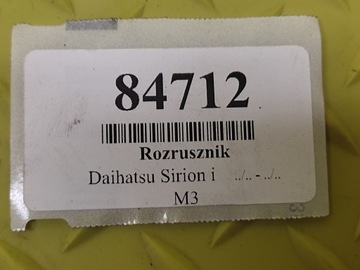 84712
Rozrusznik
Daihatsu Sirion i ../.. - ../..
M3